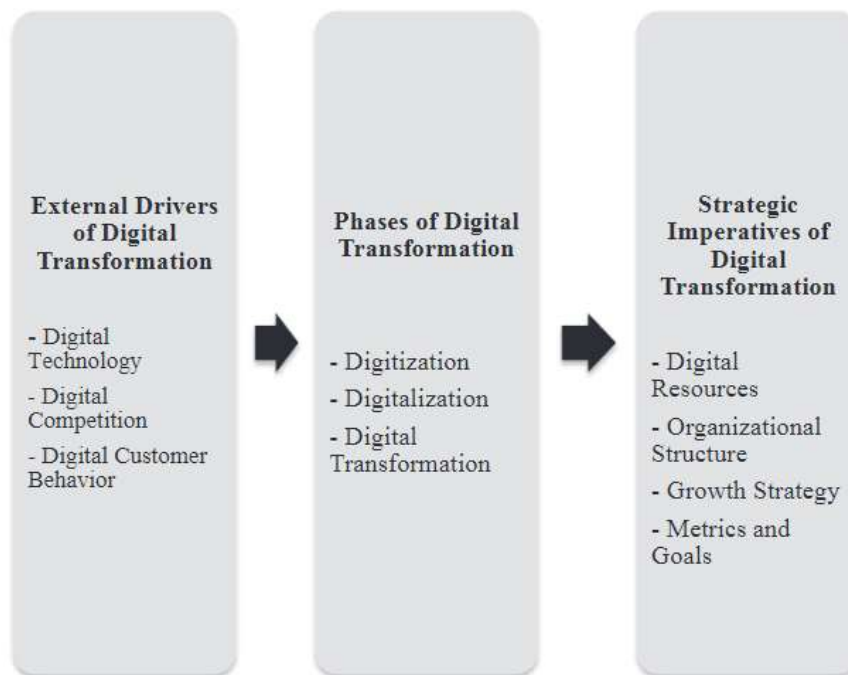 External Drivers
of Digital
Transformation
- Digital
Technology
- Digital
Competition
- Digital Customer
Behavior
Phases of Digital
Transformation
- Digitization
- Digitalization
- Digital
Transformation
Strategic
Imperatives of
Digital
Transformation
- Digital
Resources
- Organizational
Structure
- Growth Strategy
- Metrics and
Goals